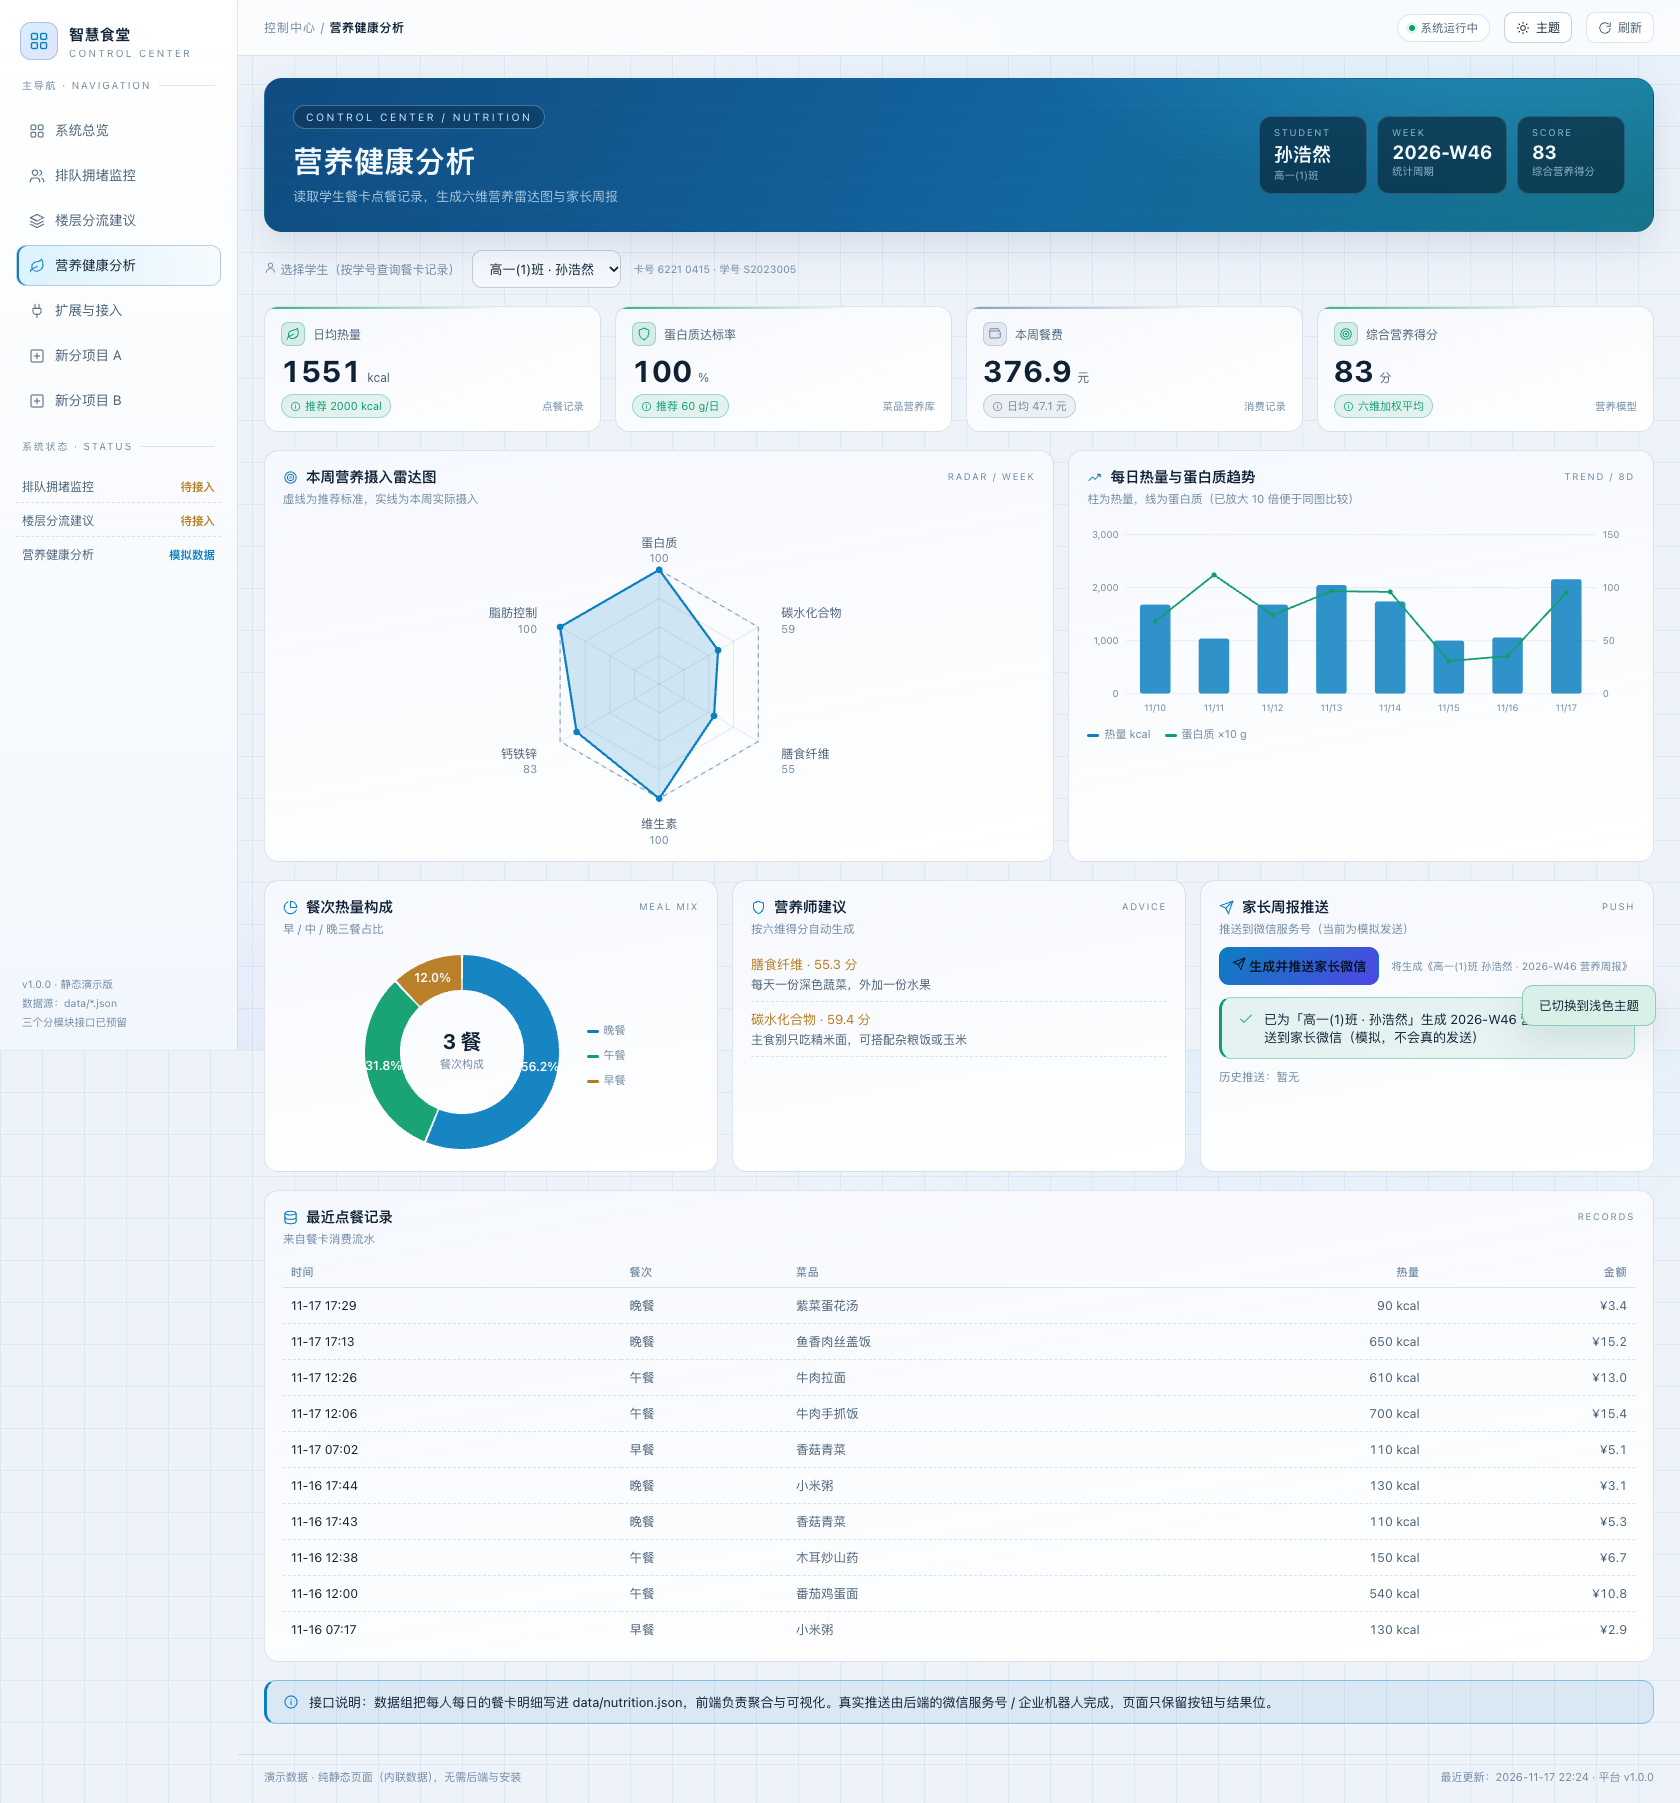 智慧食堂
CONTROL CENTER
主导航 · NAVIGATION
系统总览
排队拥堵监控
楼层分流建议
营养健康分析
扩展与接入
新分项目 A
新分项目 B
系统状态 · STATUS
排队拥堵监控 待接入
楼层分流建议 待接入
营养健康分析 模拟数据
v1.0.0 · 静态演示版
数据源：data/*.json
三个分模块接口已预留
控制中心 / 营养健康分析
系统运行中
主题
刷新
CONTROL CENTER / NUTRITION
营养健康分析
读取学生餐卡点餐记录，生成六维营养雷达图与家长周报
STUDENT
孙浩然
高一(1)班
WEEK
2026-W46
统计周期
SCORE
83
综合营养得分
选择学生（按学号查询餐卡记录）
高一(1)班 · 孙浩然
卡号 6221 0415 · 学号 S2023005
日均热量
1551 kcal
推荐 2000 kcal
点餐记录
蛋白质达标率
100 %
推荐 60 g/日
菜品营养库
本周餐费
376.9 元
日均 47.1 元
消费记录
综合营养得分
83 分
六维加权平均
营养模型
本周营养摄入雷达图
RADAR / WEEK
虚线为推荐标准，实线为本周实际摄入
蛋白质
100
碳水化合物
59
膳食纤维
55
维生素
100
钙铁锌
83
脂肪控制
100
每日热量与蛋白质趋势
TREND / 8D
柱为热量，线为蛋白质（已放大 10 倍便于同图比较）
3,000
2,000
1,000
0
150
100
50
0
11/10 11/11 11/12 11/13 11/14 11/15 11/16 11/17
热量 kcal 蛋白质 ×10 g
餐次热量构成
MEAL MIX
早 / 中 / 晚三餐占比
12.0%
31.8%
56.2%
3 餐
餐次构成
晚餐
午餐
早餐
营养师建议
ADVICE
按六维得分自动生成
膳食纤维 · 55.3 分
每天一份深色蔬菜，外加一份水果
碳水化合物 · 59.4 分
主食别只吃精米面，可搭配杂粮饭或玉米
家长周报推送
PUSH
推送到微信服务号（当前为模拟发送）
生成并推送家长微信
将生成《高一(1)班 孙浩然 · 2026-W46 营养周报》
已切换到浅色主题
已为「高一(1)班 · 孙浩然」生成 2026-W46
送到家长微信（模拟，不会真的发送）
历史推送：暂无
最近点餐记录
RECORDS
来自餐卡消费流水
时间 餐次 菜品 热量 金额
11-17 17:29 晚餐 紫菜蛋花汤 90 kcal ¥3.4
11-17 17:13 晚餐 鱼香肉丝盖饭 650 kcal ¥15.2
11-17 12:26 午餐 牛肉拉面 610 kcal ¥13.0
11-17 12:06 午餐 牛肉手抓饭 700 kcal ¥15.4
11-17 07:02 早餐 香菇青菜 110 kcal ¥5.1
11-16 17:44 晚餐 小米粥 130 kcal ¥3.1
11-16 17:43 晚餐 香菇青菜 110 kcal ¥5.3
11-16 12:38 午餐 木耳炒山药 150 kcal ¥6.7
11-16 12:00 午餐 番茄鸡蛋面 540 kcal ¥10.8
11-16 07:17 早餐 小米粥 130 kcal ¥2.9
接口说明：数据组把每人每日的餐卡明细写进 data/nutrition.json，前端负责聚合与可视化。真实推送由后端的微信服务号 / 企业机器人完成，页面只保留按钮与结果位。
演示数据 · 纯静态页面（内联数据），无需后端与安装
最近更新：2026-11-17 22:24 · 平台 v1.0.0